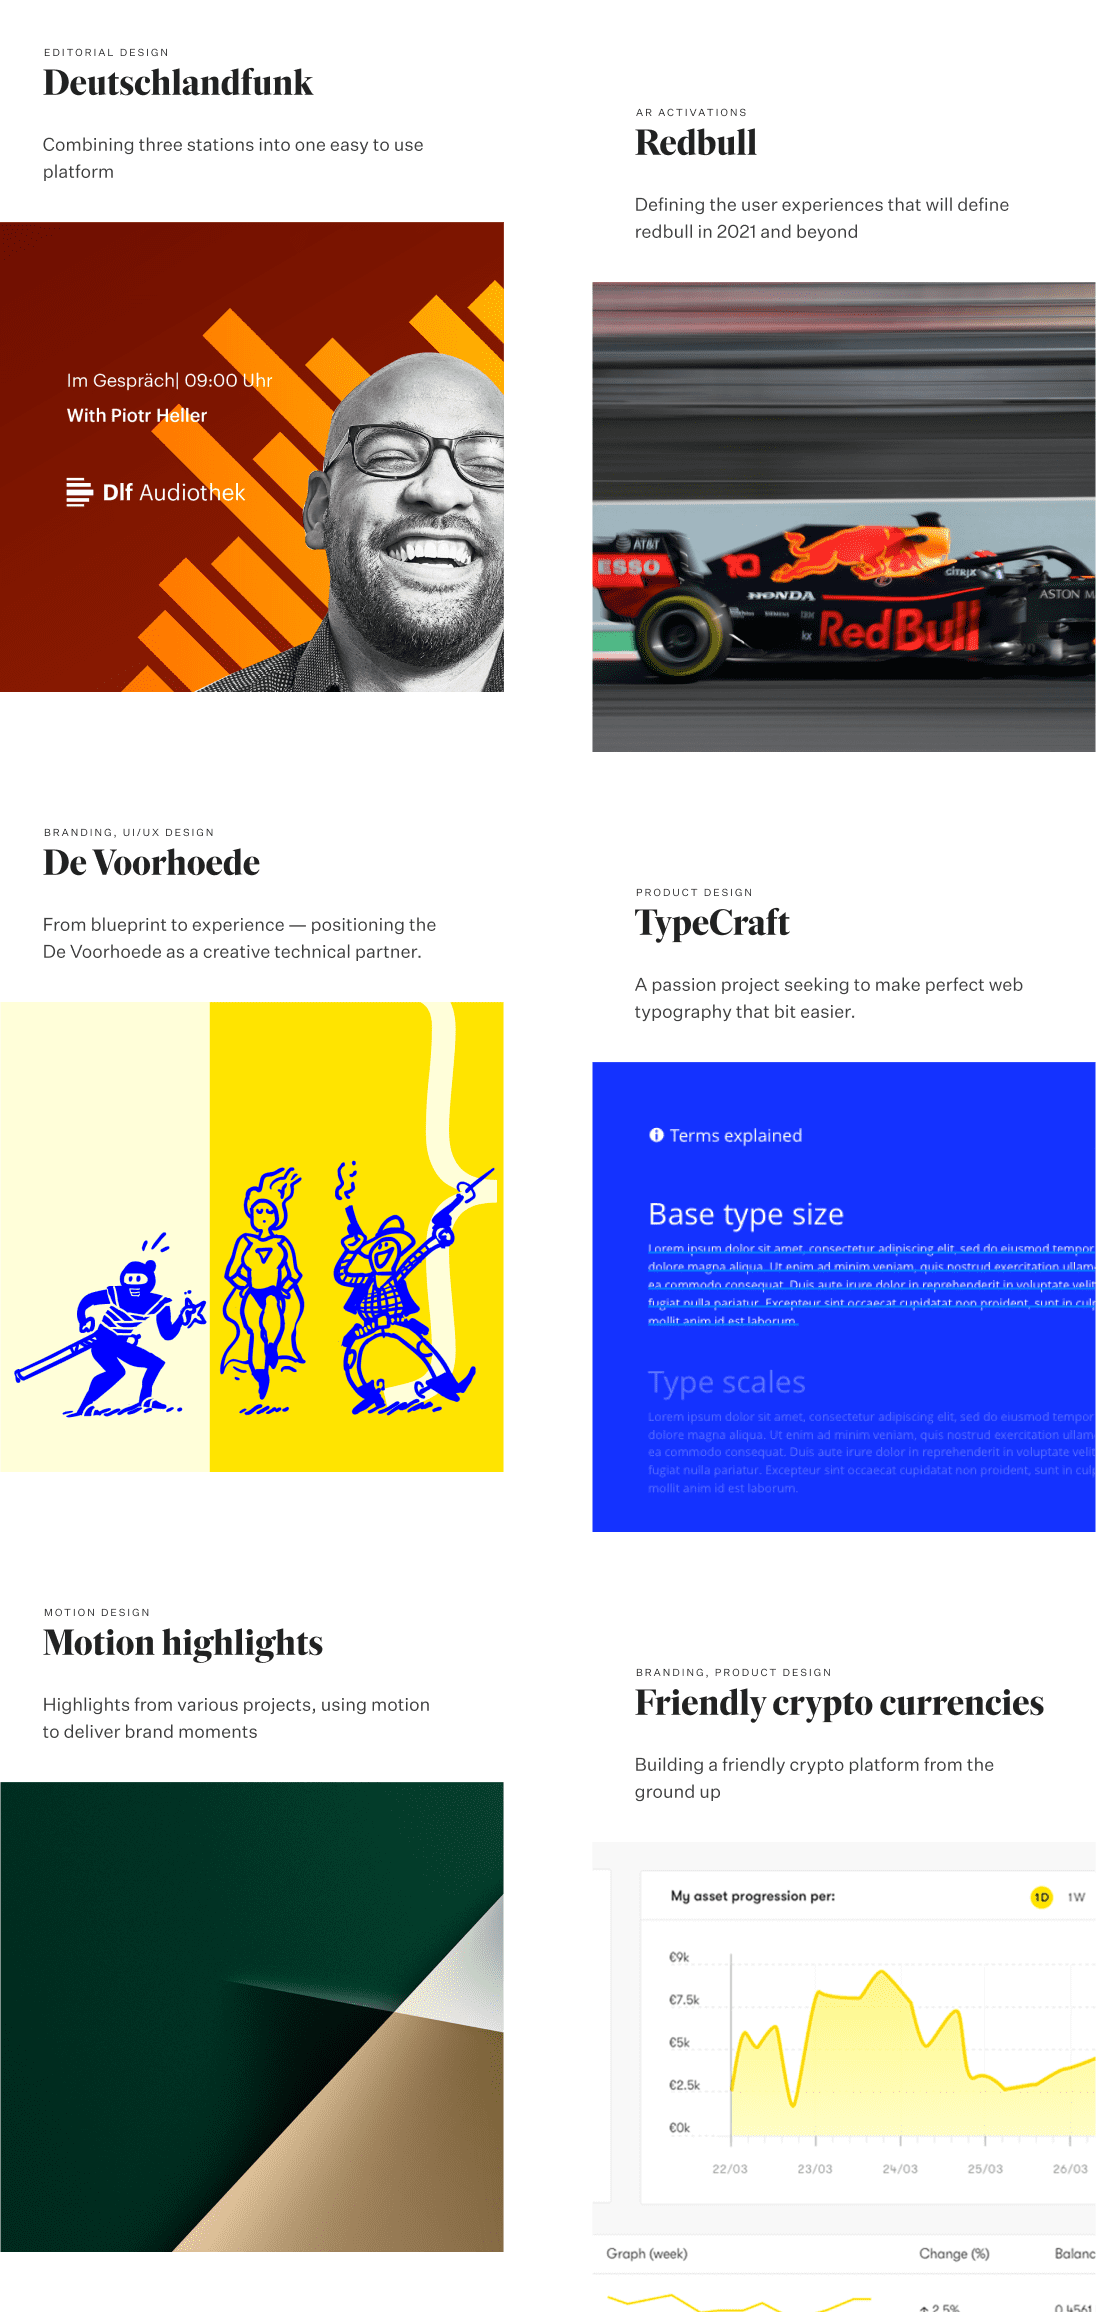 EDITORIAL DESIGN
Deutschlandfunk
Combining three stations into one easy to use
platform
Im Gespräch| 09:00 Uhr
With Piotr Heller
Dlf Audiothek
AR ACTIVATIONS
Redbull
Defining the user experiences that will define
redbull in 2021 and beyond
AT&T
ESSO
10
CITRIX
HONDA
ASTON M
SIEMENS IBM
kx
RedBull
BRANDING, UI/UX DESIGN
De Voorhoede
From blueprint to experience — positioning the
De Voorhoede as a creative technical partner.
PRODUCT DESIGN
TypeCraft
A passion project seeking to make perfect web
typography that bit easier.
Terms explained
Base type size
Lorem ipsum dolor sit amet, consectetur adipiscing elit, sed do eiusmod tempor
dolore magna aliqua. Ut enim ad minim veniam, quis nostrud exercitation ullam
ea commodo consequat. Duis aute irure dolor in reprehenderit in voluptate velit
fugiat nulla pariatur. Excepteur sint occaecat cupidatat non proident, sunt in culp
mollit anim id est laborum.
Type scales
Lorem ipsum dolor sit amet, consectetur adipiscing elit, sed do eiusmod tempor
dolore magna aliqua. Ut enim ad minim veniam, quis nostrud exercitation ullam
ea commodo consequat. Duis aute irure dolor in reprehenderit in voluptate velit
fugiat nulla pariatur. Excepteur sint occaecat cupidatat non proident, sunt in culp
mollit anim id est laborum.
MOTION DESIGN
Motion highlights
Highlights from various projects, using motion
to deliver brand moments
BRANDING, PRODUCT DESIGN
Friendly crypto currencies
Building a friendly crypto platform from the
ground up
My asset progression per:
1D 1W
€9k
€7.5k
€5k
€2.5k
€0k
22/03 23/03 24/03 25/03 26/03
Graph (week) Change (%) Balanc
2.5% 0.4561